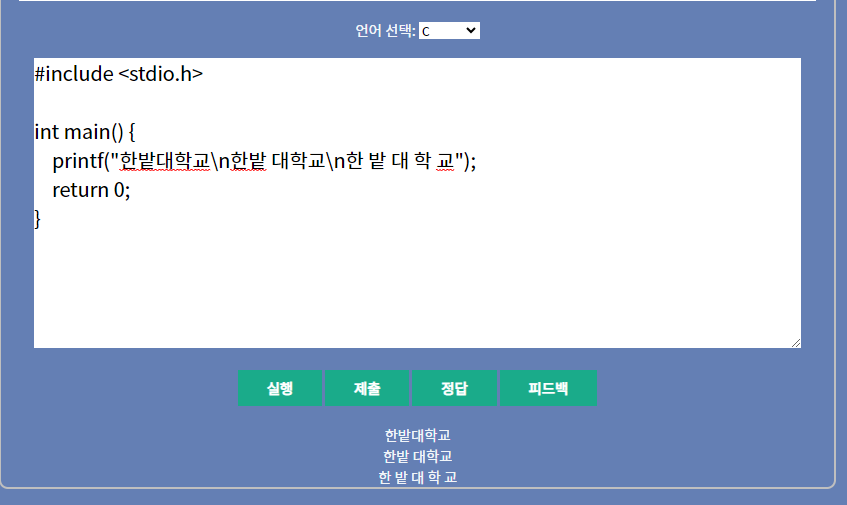 언어 선택: C
#include <stdio.h>
int main() {
printf("한밭대학교\n한밭 대학교\n한 밭 대 학 교");
return 0;
}
실행 제출 정답 피드백
한밭대학교
한밭 대학교
한 밭 대 학 교